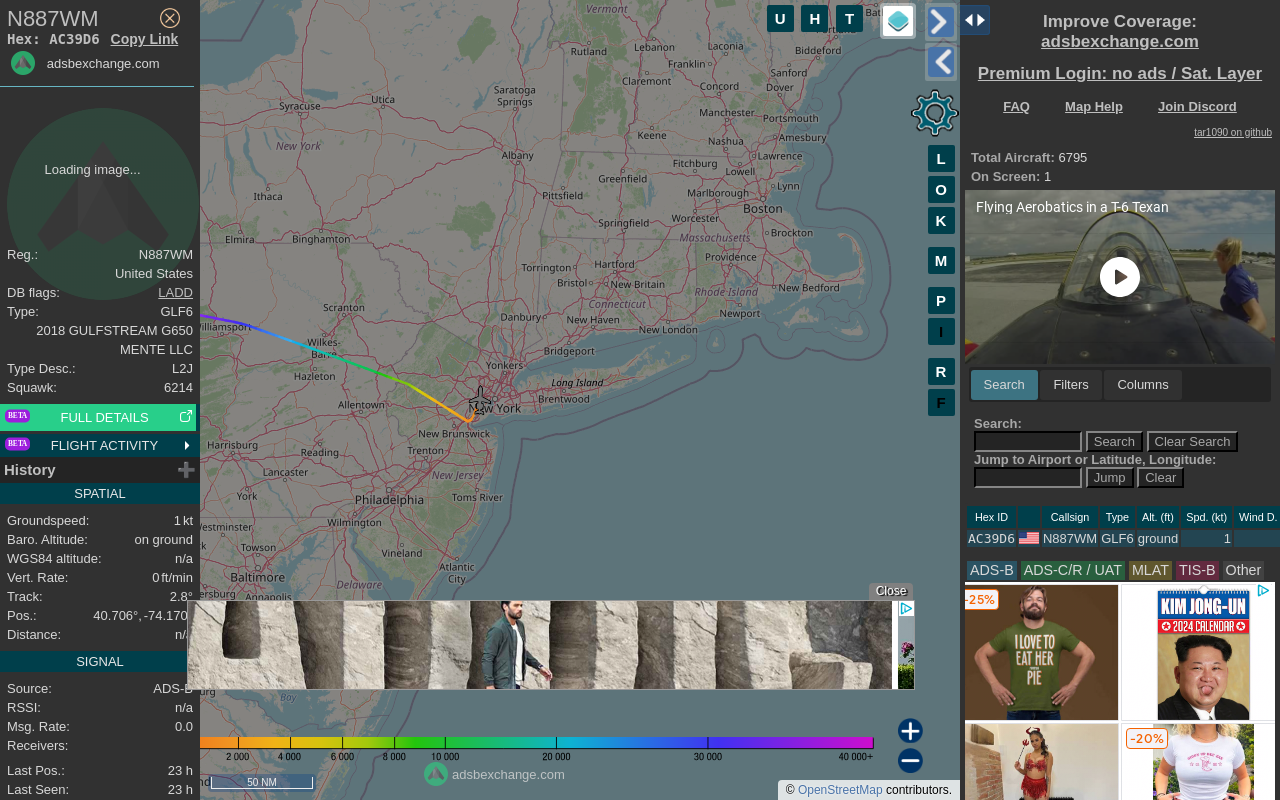 N887WM
Hex: AC39D6 Copy Link
adsbexchange.com
Loading image...
Reg.: N887WM
United States
DB flags: LADD
Type: GLF6
2018 GULFSTREAM G650
MENTE LLC
Type Desc.: L2J
Squawk: 6214
BETA FULL DETAILS
BETA FLIGHT ACTIVITY
History
SPATIAL
Groundspeed: 1 kt
Baro. Altitude: on ground
WGS84 altitude: n/a
Vert. Rate: 0 ft/min
Track: 2.8°
Pos.: 40.706°, -74.170
Distance: n/
SIGNAL
Source: ADS-B
RSSI: n/a
Msg. Rate: 0.0
Receivers:
Last Pos.: 23 h
Last Seen: 23 h
Vermont
Rutland
Lebanon
Laconia
Biddeford
Franklin
Sanford
Claremont
Concord
Dover
Saratoga
Springs
Utica
Syracuse
Manchester
Portsmouth
Keene
Nashua
Amesbury
New York
Albany
Fitchburg
Lawrence
Lowell
Greenfield
Lynn
Ithaca
Pittsfield
Marlborough
Boston
Worcester
Springfield
Brockton
Elmira
Binghamton
Massachusetts
Torrington
Hartford
Providence
Bristol
New Britain
New Bedford
Rhode Island
Scranton
Connecticut
Danbury
New Haven
Newport
New London
illiamsport
Wilkes-
Barre
Bridgeport
Yonkers
Hazleton
Long Island
Brentwood
Allentown
New York
New Brunswick
Harrisburg
Reading
Trenton
Lancaster
New Jersey
York
Philadelphia
Toms River
Wilmington
Westminster
Towson
Vineland
Baltimore
Atlantic
City
Delaware
Annapolis
Bay
U H T
L
O
K
M
P
I
R
F
Close
2 000 4 000 6 000 8 000 10 000 20 000 30 000 40 000+
50 NM
adsbexchange.com
© OpenStreetMap contributors.
Improve Coverage:
adsbexchange.com
Premium Login: no ads / Sat. Layer
FAQ Map Help Join Discord
tar1090 on github
Total Aircraft: 6795
On Screen: 1
Flying Aerobatics in a T-6 Texan
Search Filters Columns
Search:
Search Clear Search
Jump to Airport or Latitude, Longitude:
Jump Clear
Hex ID Callsign Type Alt. (ft) Spd. (kt) Wind D.
AC39D6 N887WM GLF6 ground 1
ADS-B ADS-C/R / UAT MLAT TIS-B Other
-25%
I LOVE TO
EAT HER
PIE
KIM JONG-UN
2024 CALENDAR
-20%